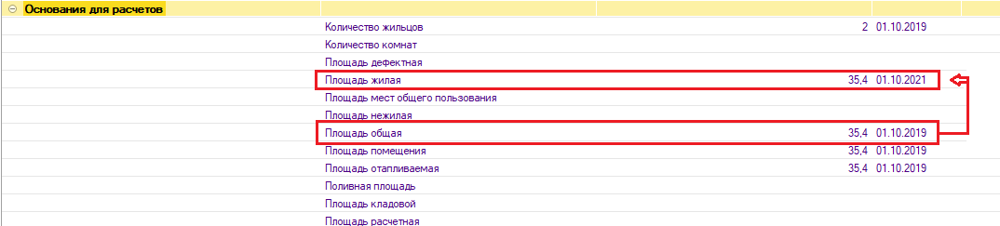 Основания для расчетов
Количество жильцов 2 01.10.2019
Количество комнат
Площадь дефектная
Площадь жилая 35,4 01.10.2021
Площадь мест общего пользования
Площадь нежилая
Площадь общая 35,4 01.10.2019
Площадь помещения 35,4 01.10.2019
Площадь отапливаемая 35,4 01.10.2019
Поливная площадь
Площадь кладовой
Площадь расчетная